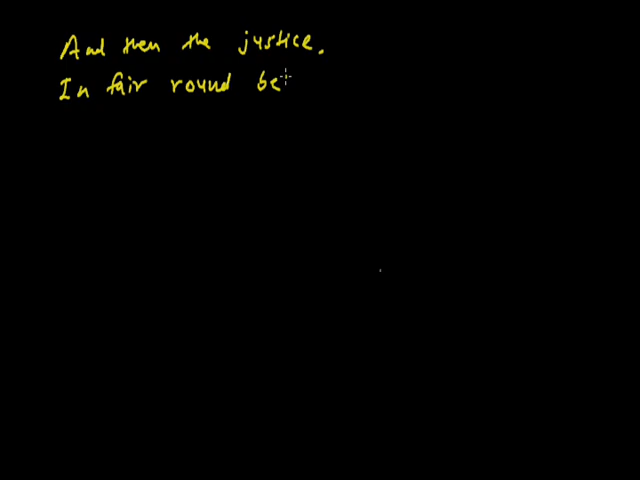 And then the justice.
In fair round be